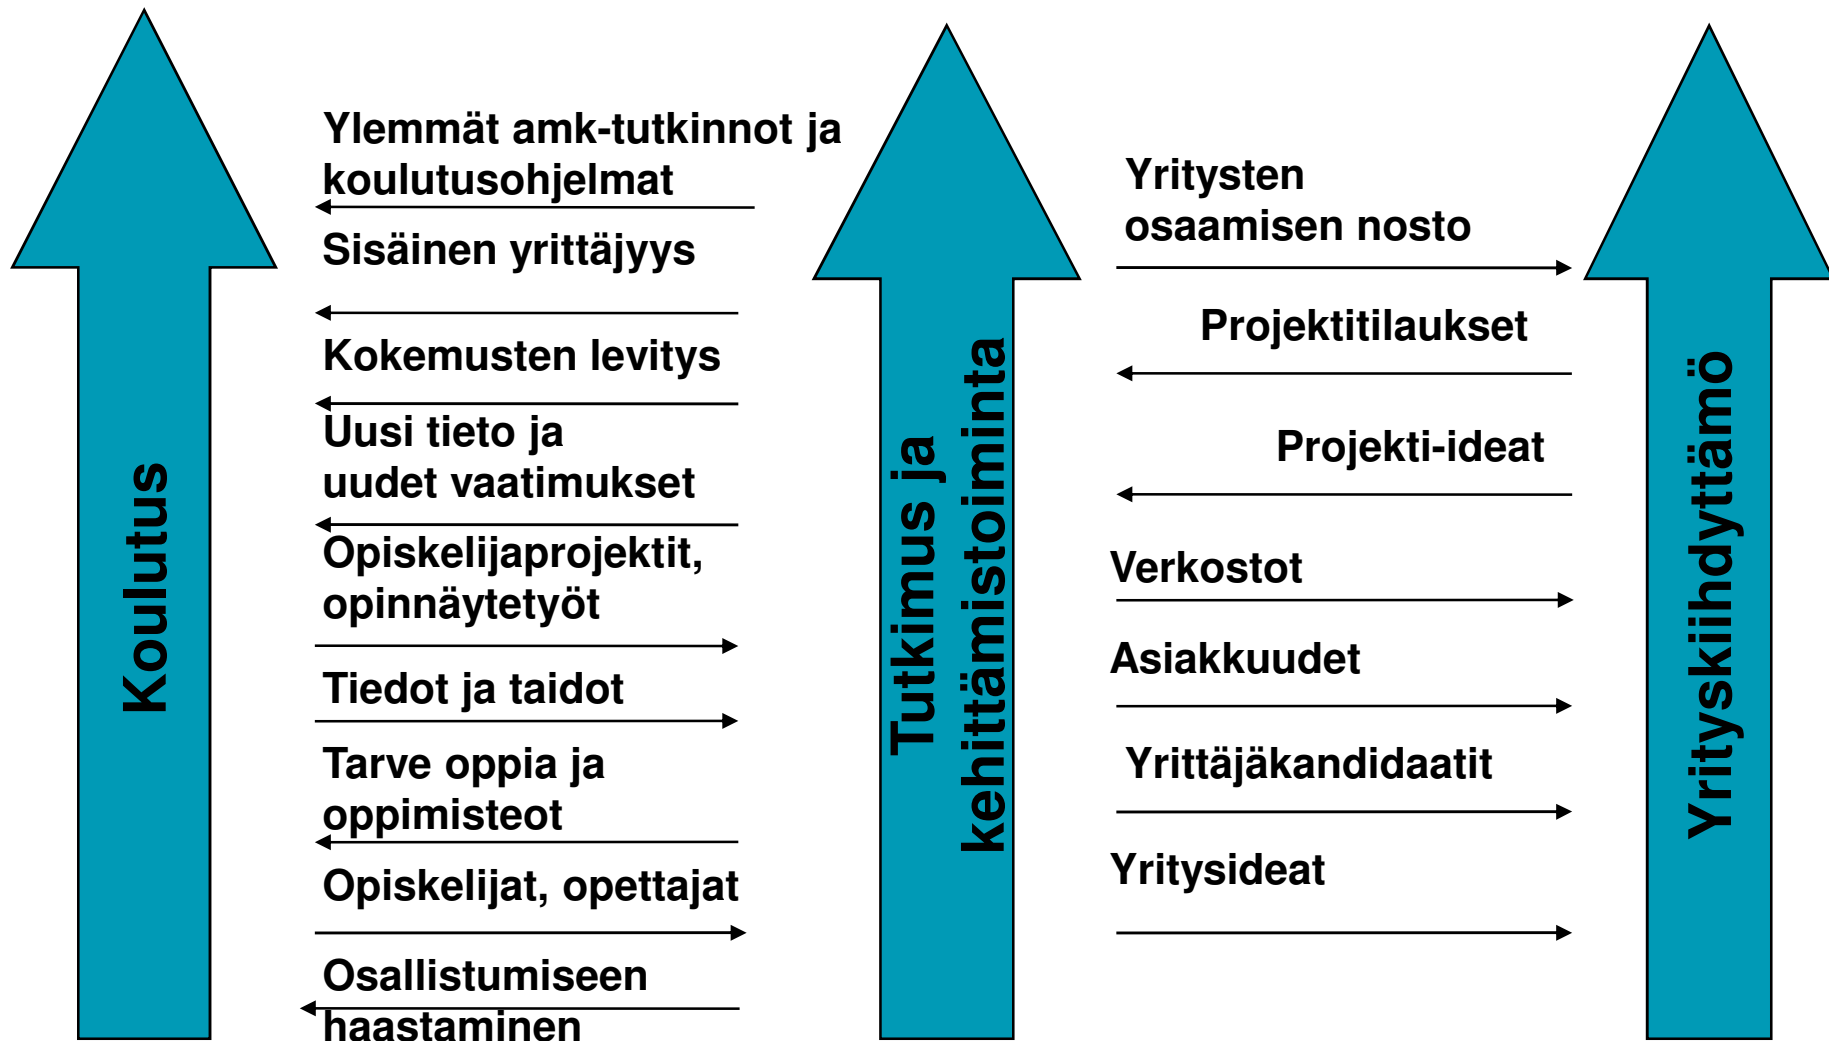 Koulutus
Ylemmät amk-tutkinnot ja
koulutusohjelmat
Sisäinen yrittäjyys
Kokemusten levitys
Uusi tieto ja
uudet vaatimukset
Opiskelijaprojektit,
opinnäytetyöt
Tiedot ja taidot
Tarve oppia ja
oppimisteot
Opiskelijat, opettajat
Osallistumiseen
haastaminen
Tutkimus ja
kehittämistoiminta
Yritysten
osaamisen nosto
Projektitilaukset
Projekti-ideat
Verkostot
Asiakkuudet
Yrittäjäkandidaatit
Yritysideat
Yrityskiihdyttämö